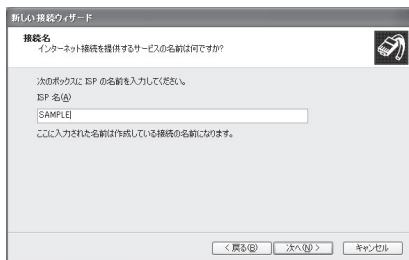 新しい接続ウィザード
接続名
インターネット接続を提供するサービスの名前は何ですか?
次のボックスに ISP の名前を入力してください。
ISP 名(A)
SAMPLE
ここに入力された名前は作成している接続の名前になります。
< 戻る(B)
次へ(N) >
キャンセル